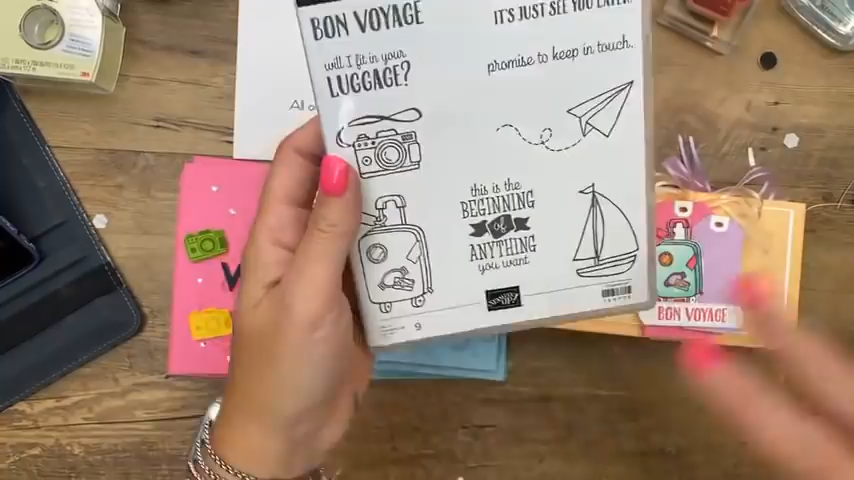 BON VOYAGE
will I fit in your
LUGGAGE?
IT'S JUST SEE YOU LATER.
promise to keep in touch.
this is the
BEGINNING
of
ANYTHING
you want
BON VOYAGE